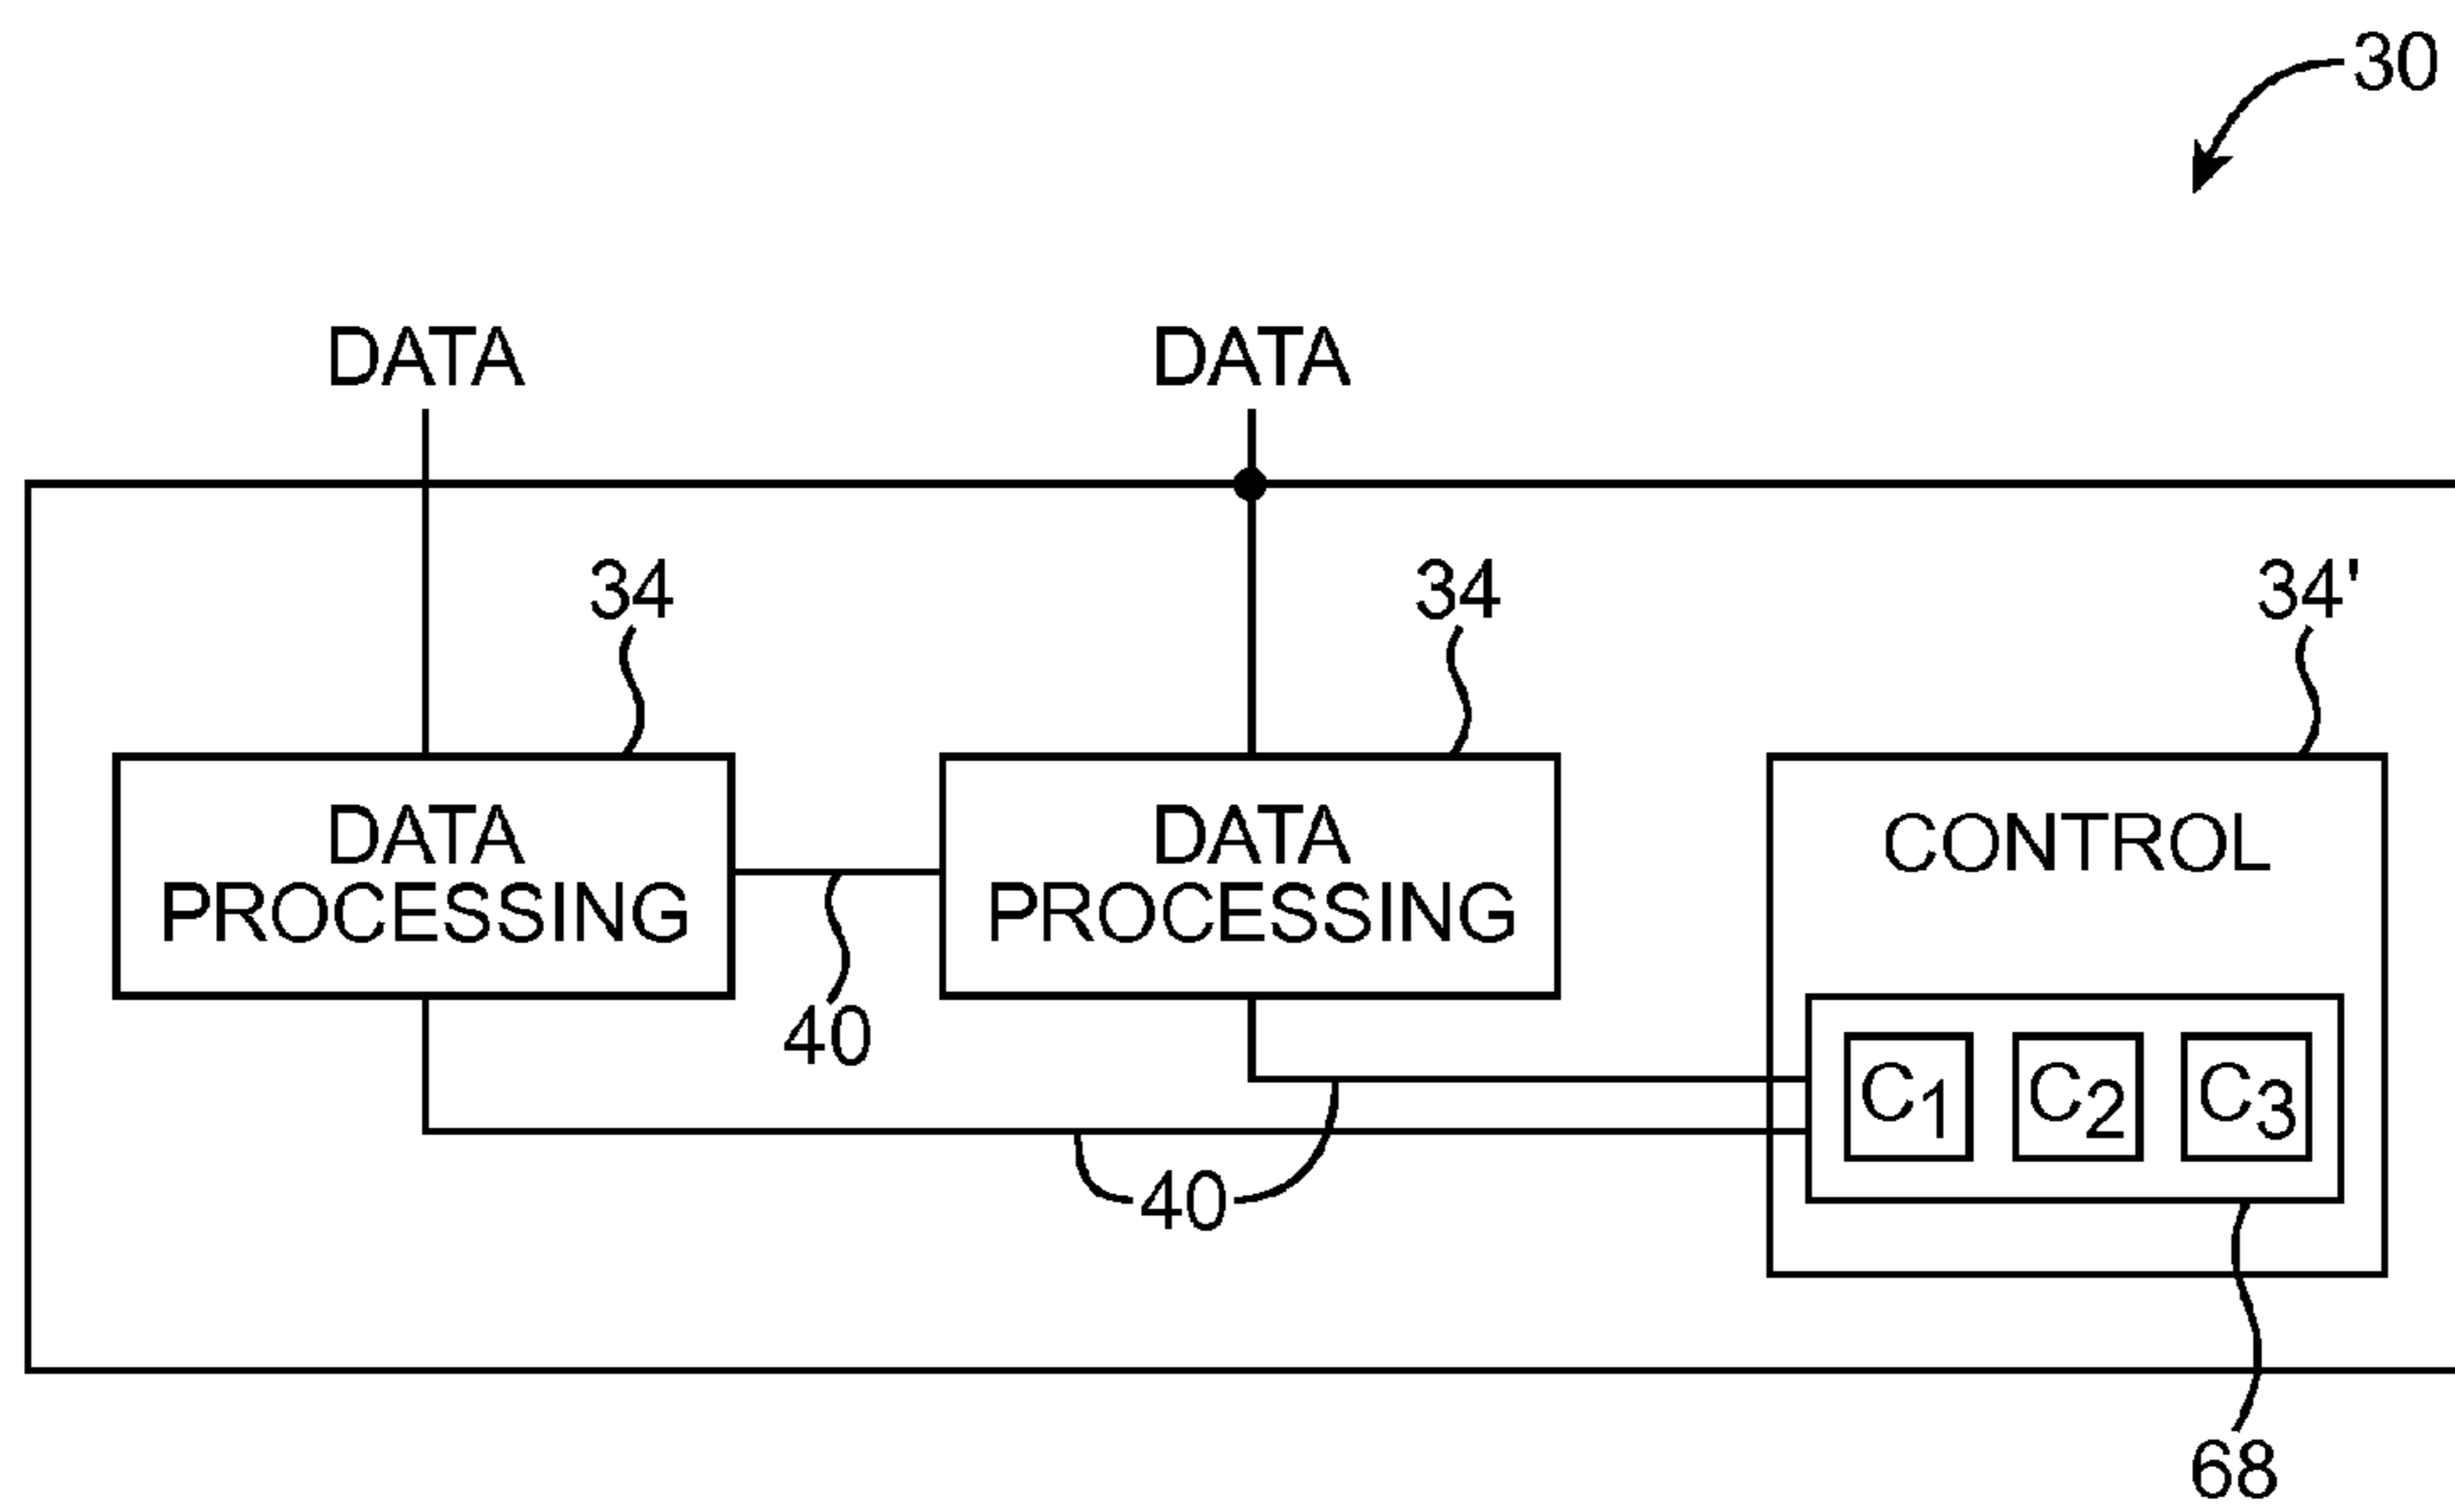 30
DATA DATA
34 34 34'
DATA PROCESSING
DATA PROCESSING
CONTROL
40
C1 C2 C3
40
68